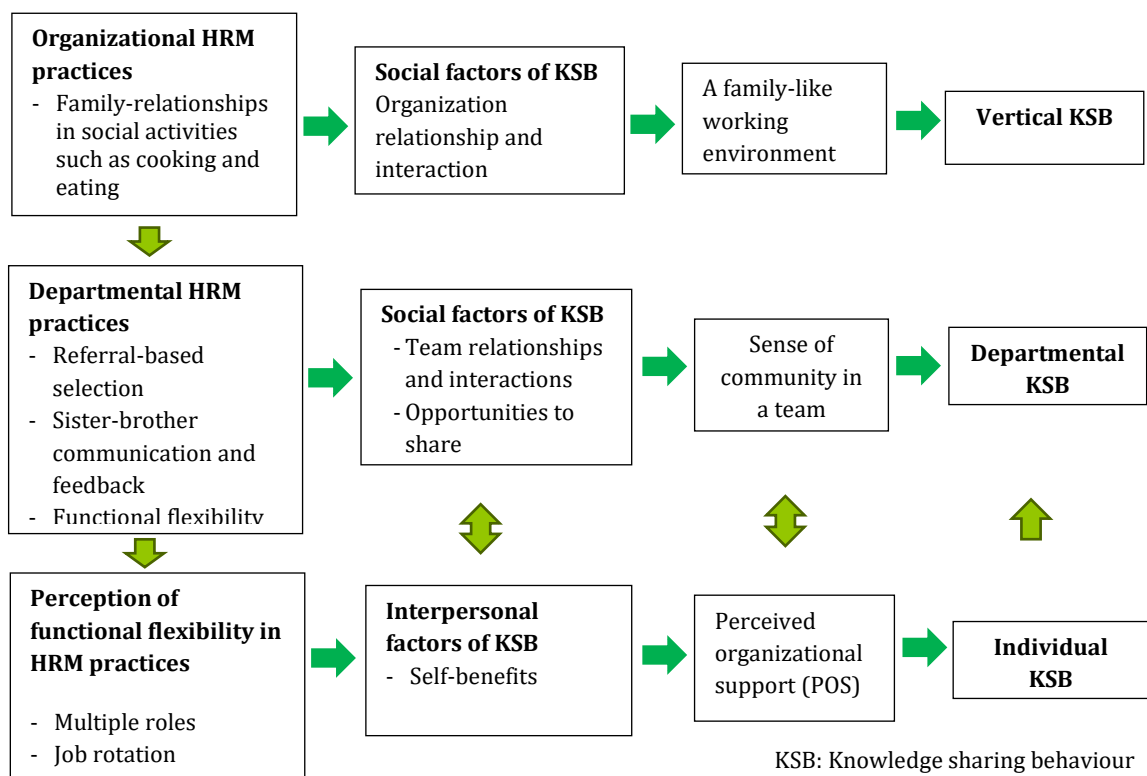 Organizational HRM
practices
- Family-relationships
in social activities
such as cooking and
eating
Social factors of KSB
Organization
relationship and
interaction
A family-like
working
environment
Vertical KSB
Departmental HRM
practices
- Referral-based
selection
- Sister-brother
communication and
feedback
- Functional flexibility
Social factors of KSB
- Team relationships
and interactions
- Opportunities to
share
Sense of
community in
a team
Departmental
KSB
Perception of
functional flexibility in
HRM practices
- Multiple roles
- Job rotation
Interpersonal
factors of KSB
- Self-benefits
Perceived
organizational
support (POS)
Individual
KSB
KSB: Knowledge sharing behaviour